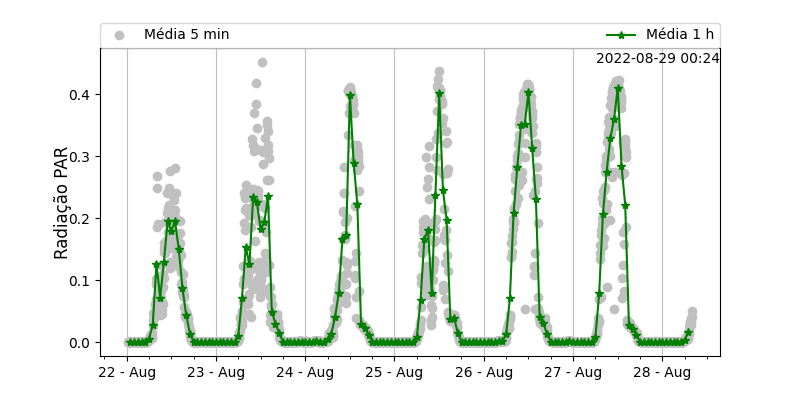 Média 5 min
Média 1 h
2022-08-29 00:24
Radiação PAR
0.4
0.3
0.2
0.1
0.0
22 - Aug
23 - Aug
24 - Aug
25 - Aug
26 - Aug
27 - Aug
28 - Aug